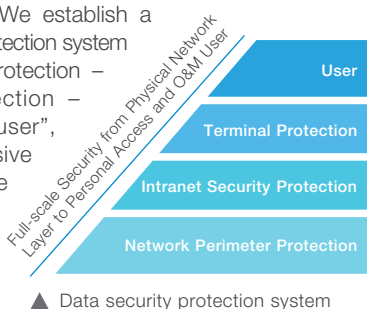 We establish a
tection system
rotection –
ction –
user",
sive
e
Full-scale Security from Physical Network
Layer to Personal Access and O&M User
User
Terminal Protection
Intranet Security Protection
Network Perimeter Protection
▲ Data security protection system